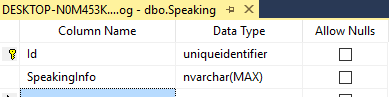 DESKTOP-N0M453K....og - dbo.Speaking
Column Name Data Type Allow Nulls
Id uniqueidentifier
SpeakingInfo nvarchar(MAX)